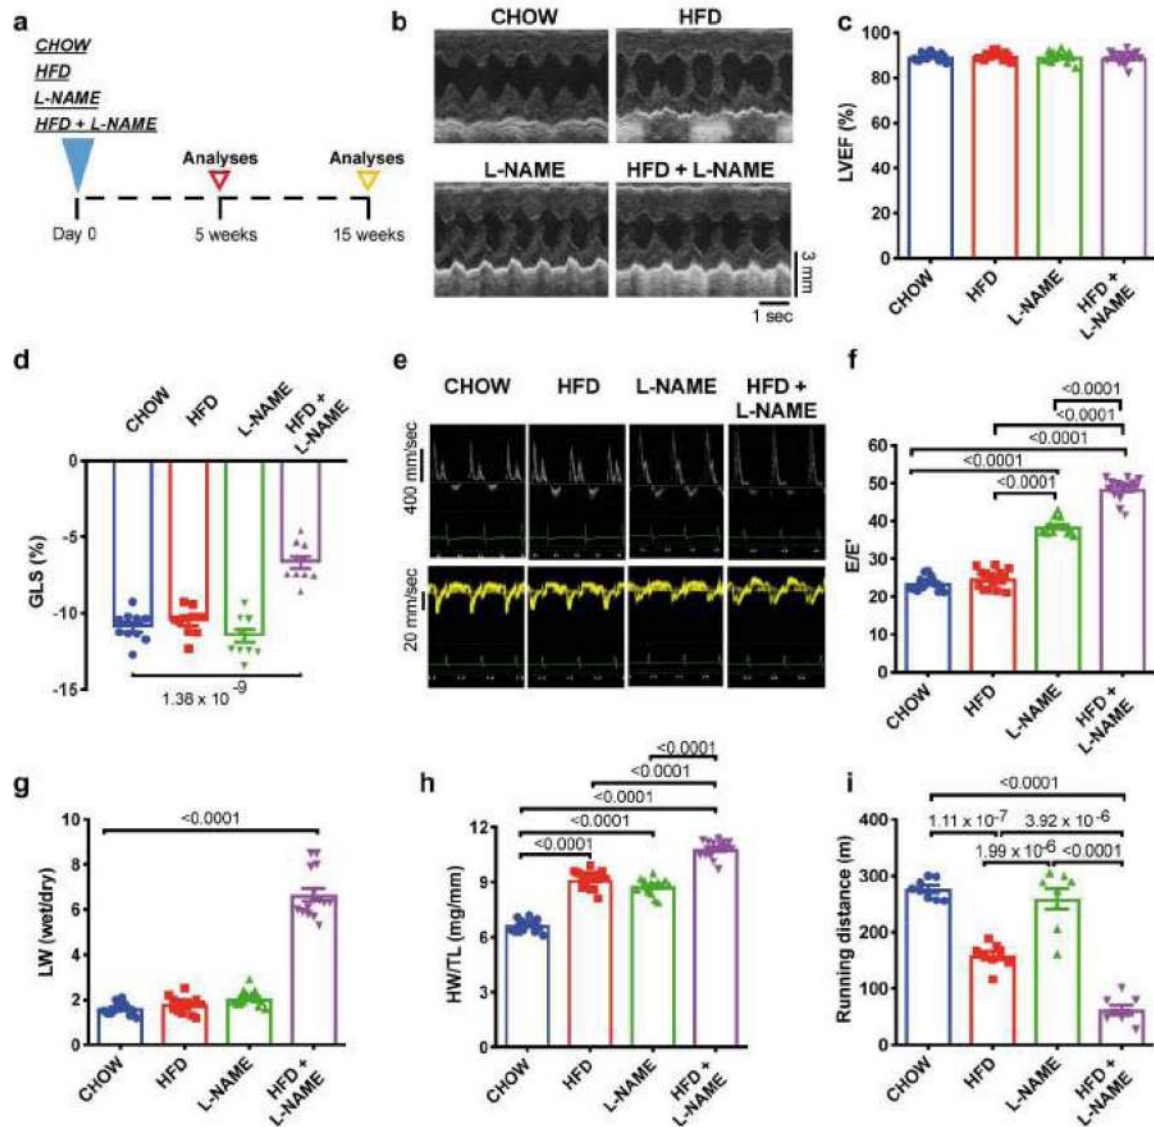 a
CHOW
HFD
L-NAME
HFD + L-NAME
Analyses
Analyses
Day 0
5 weeks
15 weeks
b
CHOW
HFD
L-NAME
HFD + L-NAME
3 mm
1 sec
c
LVEF (%)
100
80
60
40
20
0
CHOW
HFD
L-NAME
HFD +
L-NAME
d
CHOW
HFD
L-NAME
HFD +
L-NAME
GLS (%)
0
-5
-10
-15
1.38 x 10 -9
e
CHOW
HFD
L-NAME
HFD +
L-NAME
400 mm/sec
20 mm/sec
f
<0.0001
<0.0001
<0.0001
<0.0001
<0.0001
E/E'
60
50
40
30
20
10
0
CHOW
HFD
L-NAME
HFD +
L-NAME
g
<0.0001
LW (wet/dry)
10
8
6
4
2
0
CHOW
HFD
L-NAME
HFD +
L-NAME
h
<0.0001
<0.0001
<0.0001
<0.0001
<0.0001
HW/TL (mg/mm)
12
9
6
3
0
CHOW
HFD
L-NAME
HFD +
L-NAME
i
<0.0001
1.11 x 10 -7
3.92 x 10 -6
1.99 x 10 -6
<0.0001
Running distance (m)
400
300
200
100
0
CHOW
HFD
L-NAME
HFD +
L-NAME